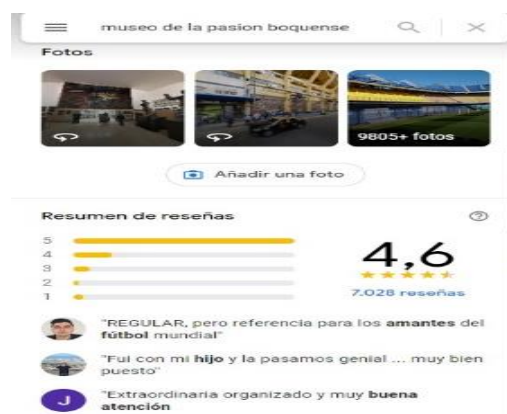 museo de la pasion boquense
Fotos
9805+ fotos
Añadir una foto
Resumen de reseñas
5
4
3
2
1
4,6
7.028 reseñas
"REGULAR, pero referencia para los amantes del
fútbol mundial"
"Fui con mi hijo y la pasamos genial ... muy bien
puesto"
J
"Extraordinaria organizado y muy buena
atención